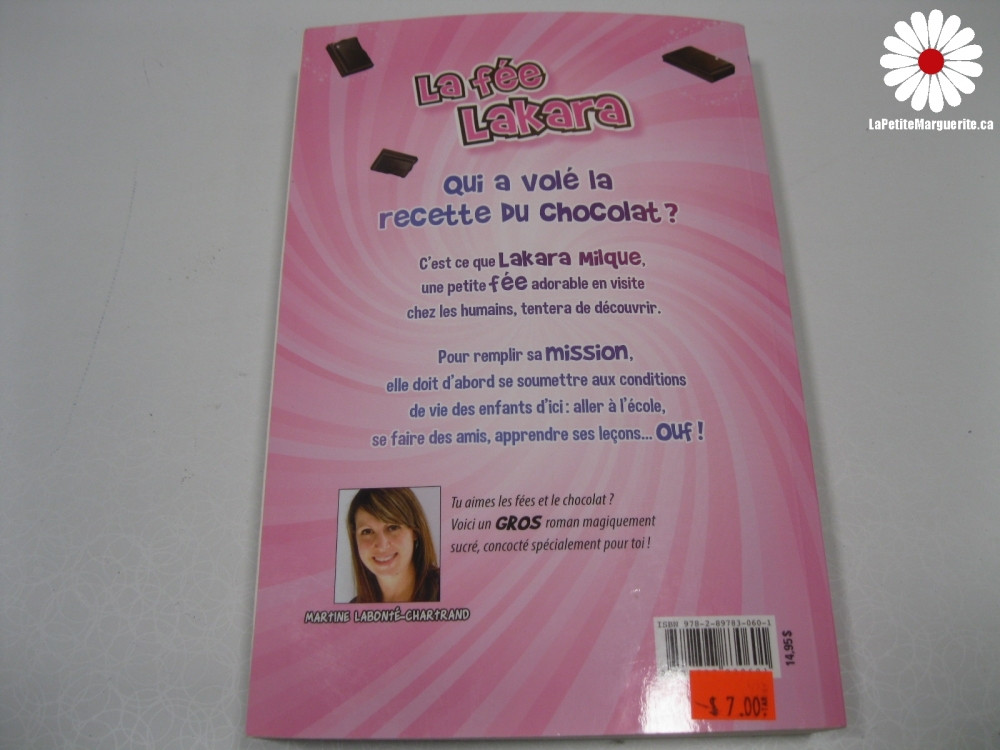 LaPetiteMarguerite.ca
La fée
Lakara
Qui a volé la
recette du chocolat ?
C'est ce que Lakara Milque,
une petite fée adorable en visite
chez les humains, tentera de découvrir.
Pour remplir sa mission,
elle doit d'abord se soumettre aux conditions
de vie des enfants d'ici : aller à l'école,
se faire des amis, apprendre ses leçons... Ouf !
Tu aimes les fées et le chocolat ?
Voici un GROS roman magiquement
sucré, concocté spécialement pour toi !
MARTINE LABONTÉ-CHARTRAND
ISBN 978-2-89783-060-1
14,95 $
$ 7.00